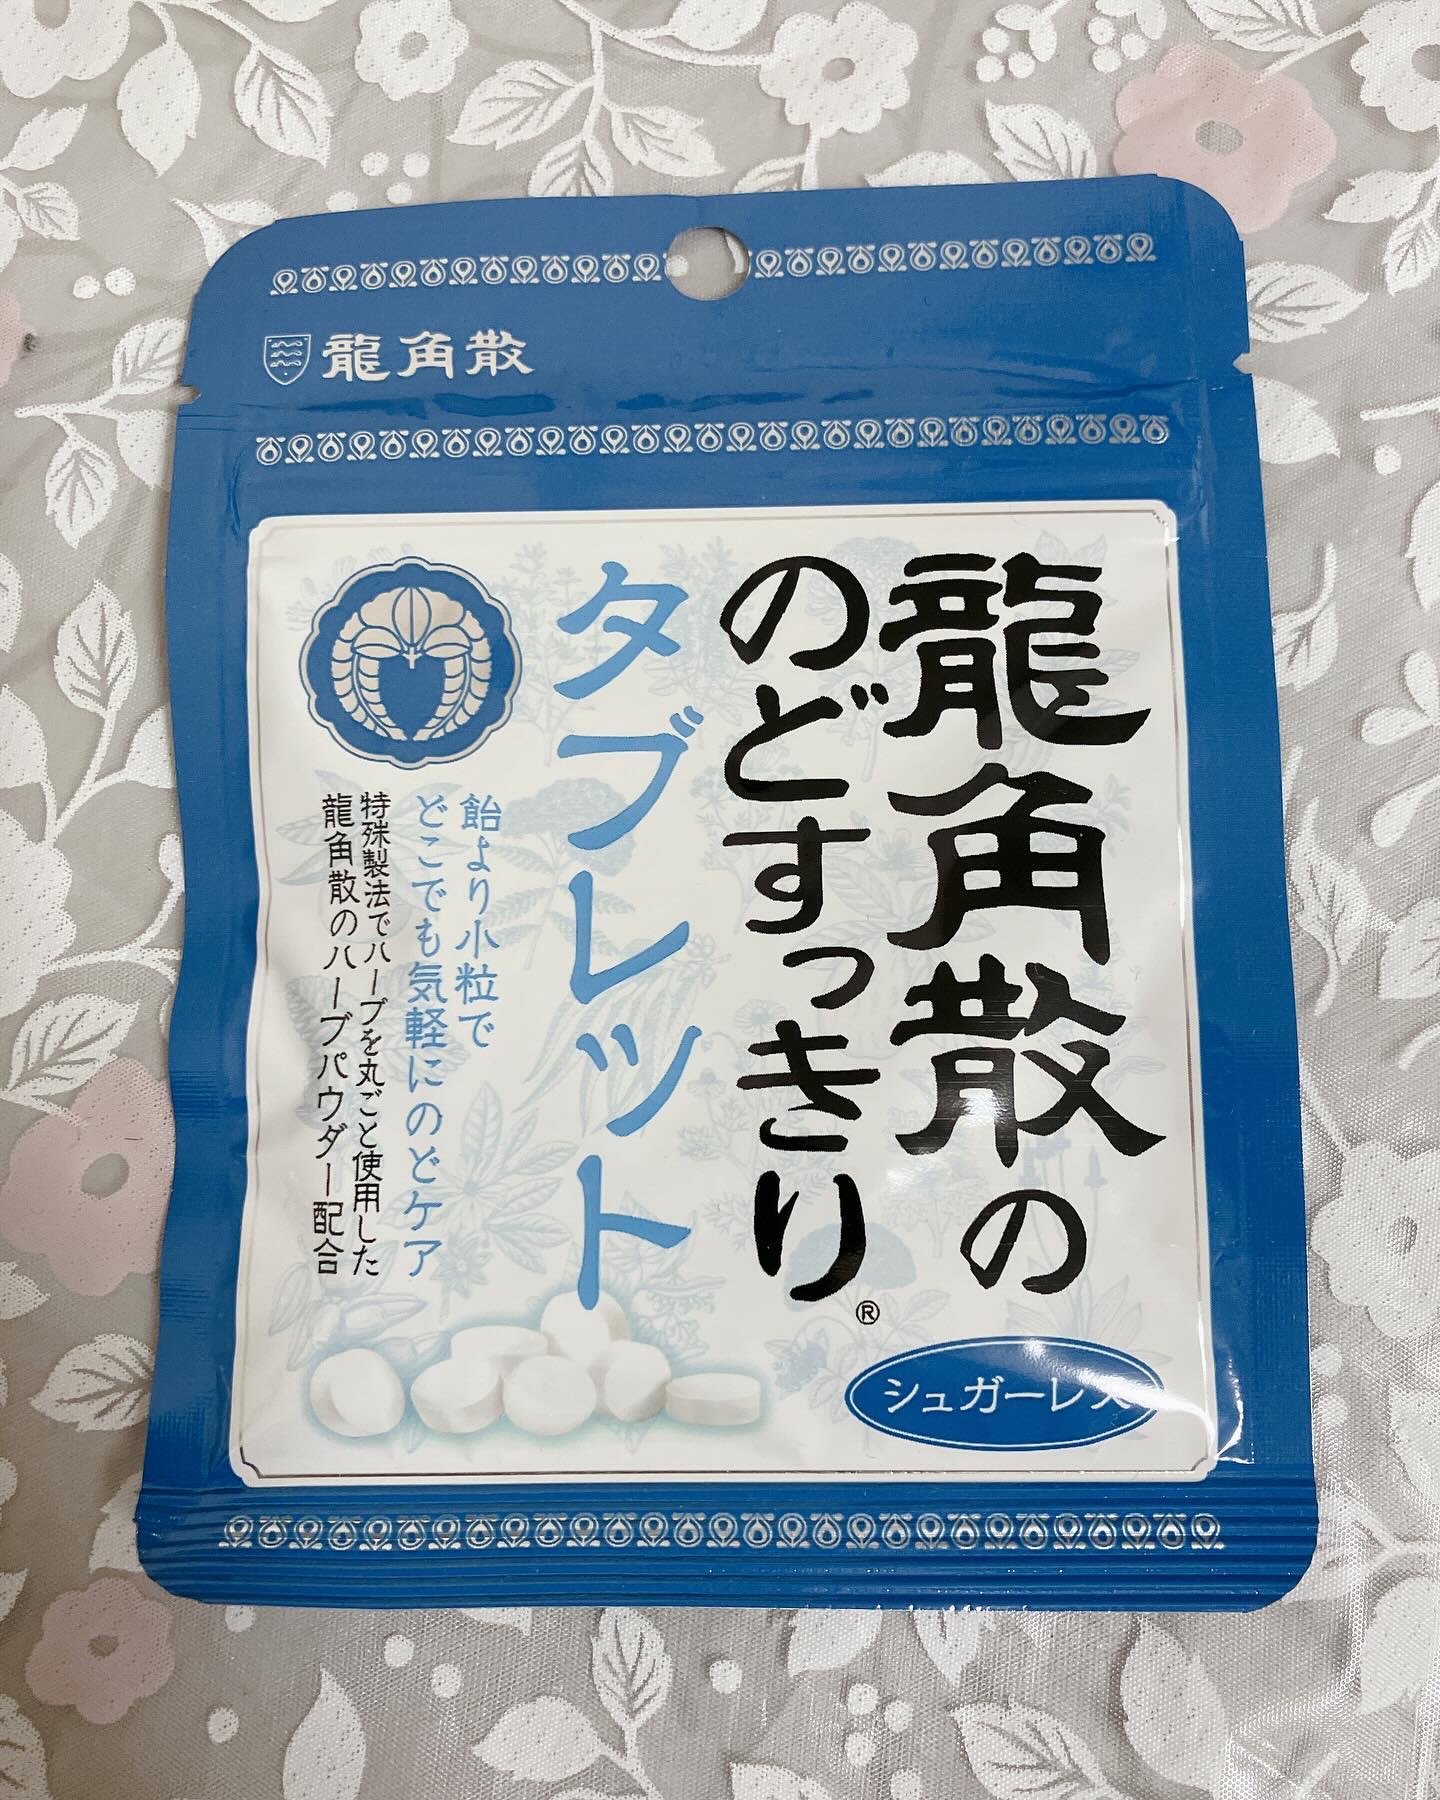 龍角散
龍角散の
のどすっきり®
タブレット
飴より小粒で
どこでも気軽にのどケア
特殊製法でハーブを丸ごと使用した
龍角散のハーブパウダー配合
シュガーレス